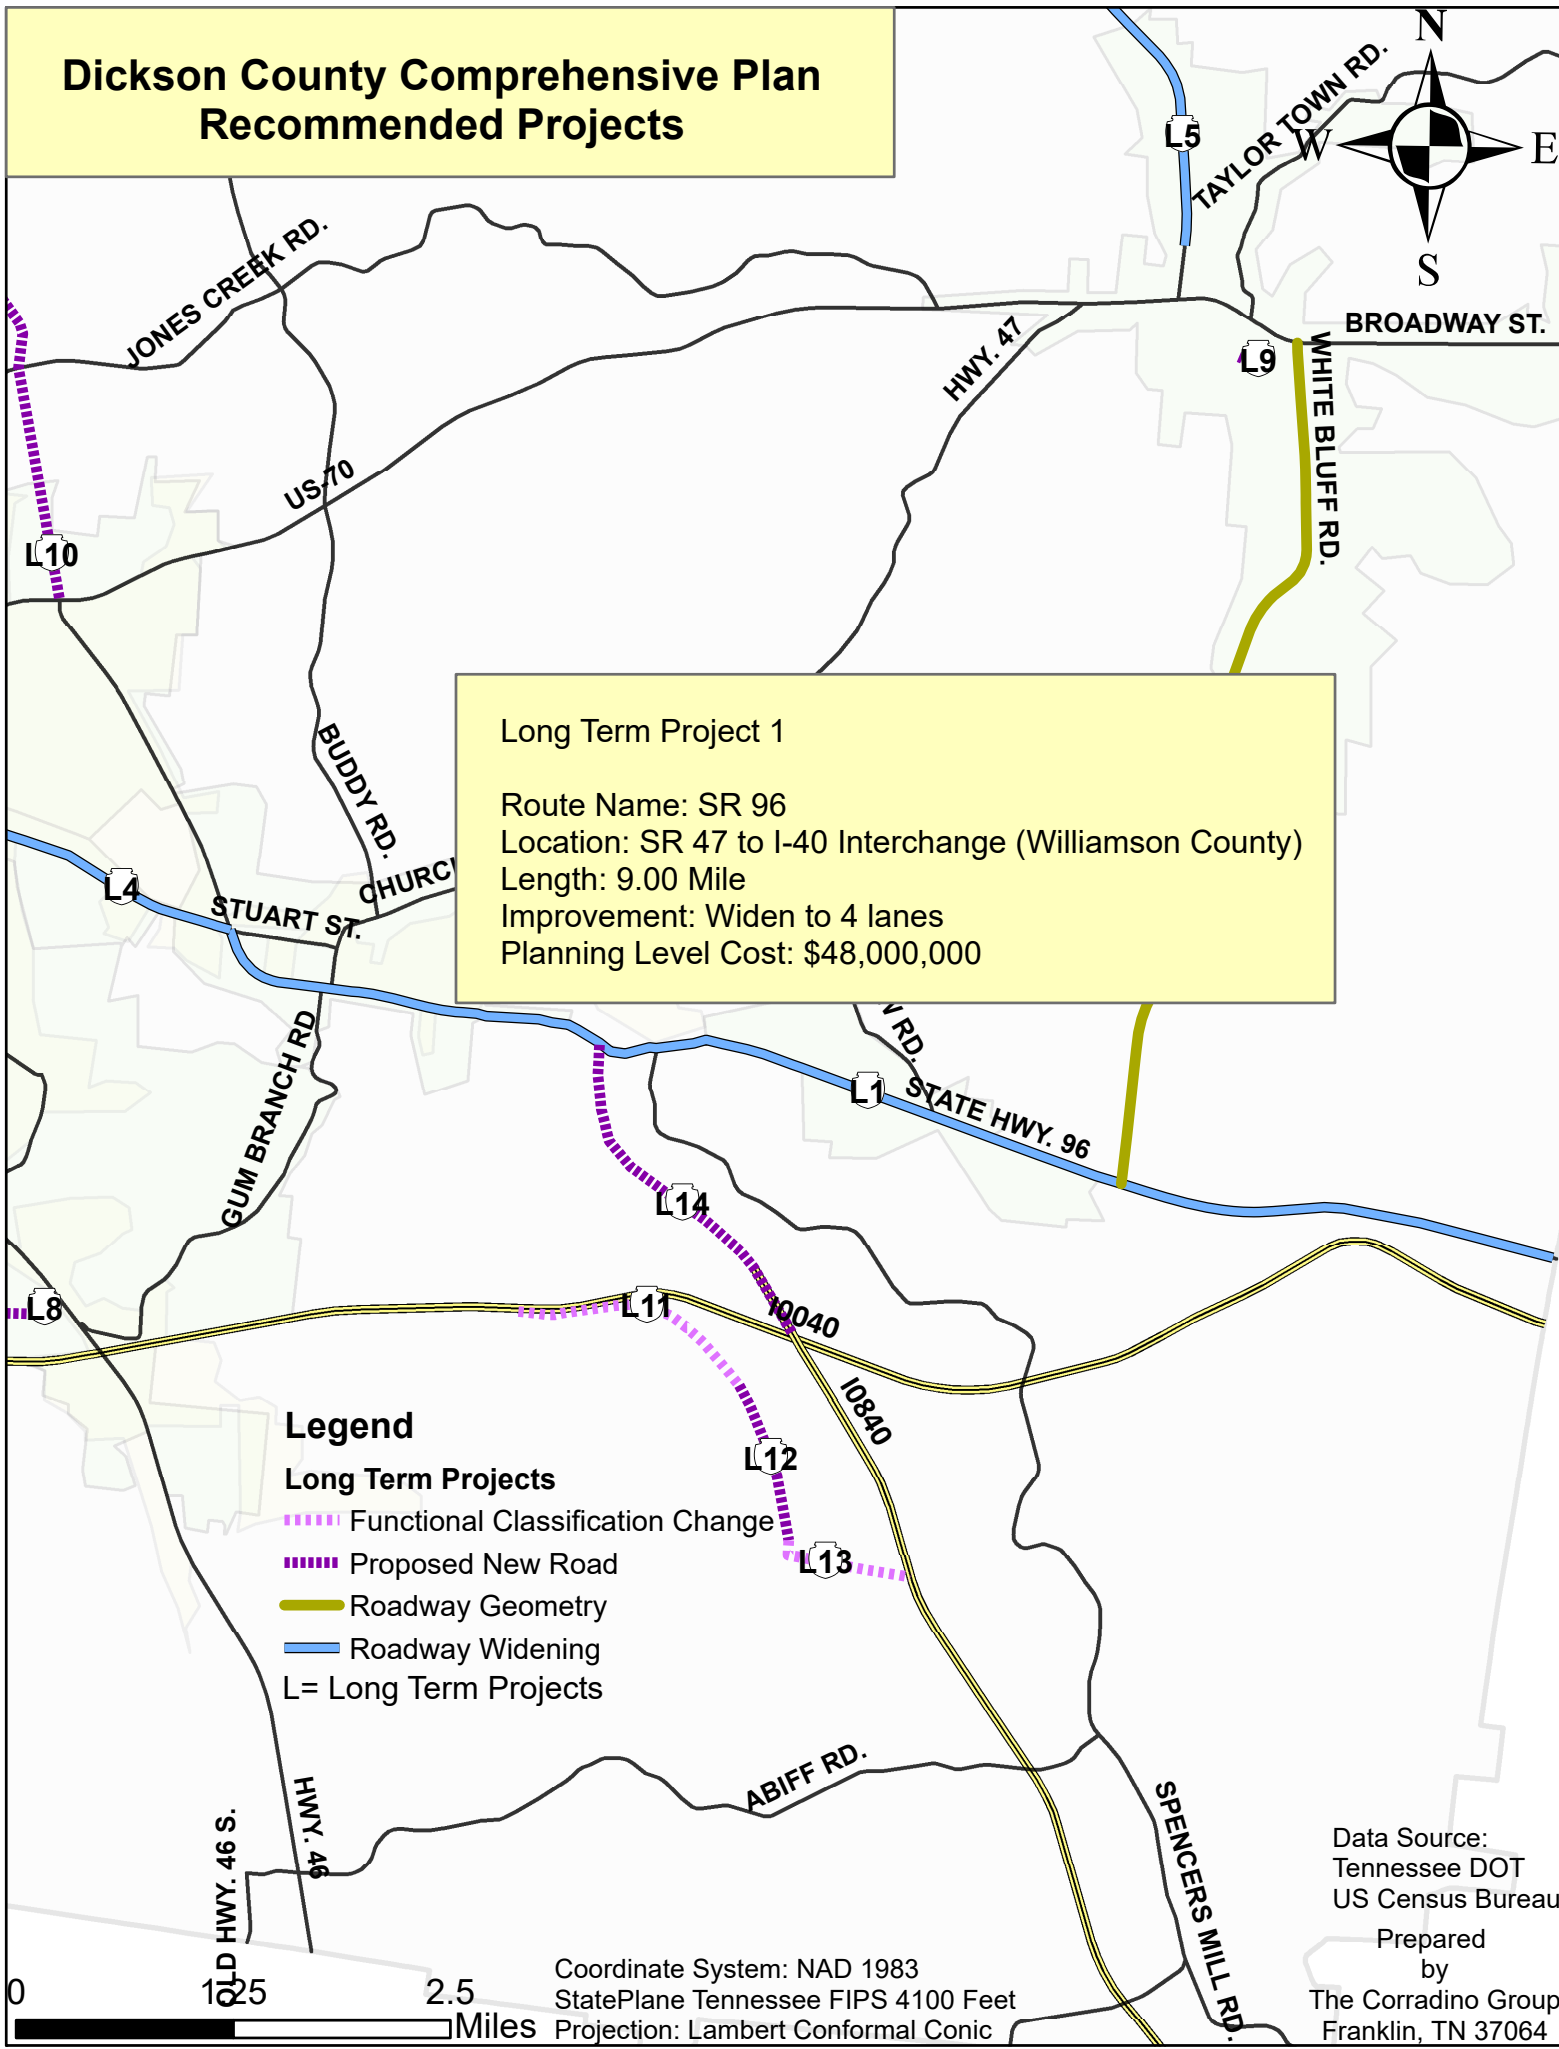 Dickson County Comprehensive Plan
Recommended Projects
N
W
E
S
L5
TAYLOR TOWN RD.
JONES CREEK RD.
BROADWAY ST.
HWY. 47
L9
WHITE BLUFF RD.
US-70
L10
BUDDY RD.
Long Term Project 1
Route Name: SR 96
Location: SR 47 to I-40 Interchange (Williamson County)
Length: 9.00 Mile
Improvement: Widen to 4 lanes
Planning Level Cost: $48,000,000
L4
STUART ST.
RD.
GUM BRANCH RD
L1
STATE HWY. 96
L14
L8
L11
I0040
I0840
L12
L13
Legend
Long Term Projects
Functional Classification Change
Proposed New Road
Roadway Geometry
Roadway Widening
L= Long Term Projects
ABIFF RD.
HWY. 46
OLD HWY. 46 S.
SPENCERS MILL RD.
Data Source:
Tennessee DOT
US Census Bureau
Prepared
by
The Corradino Group
Franklin, TN 37064
0 1.25 2.5
Miles
Coordinate System: NAD 1983
StatePlane Tennessee FIPS 4100 Feet
Projection: Lambert Conformal Conic